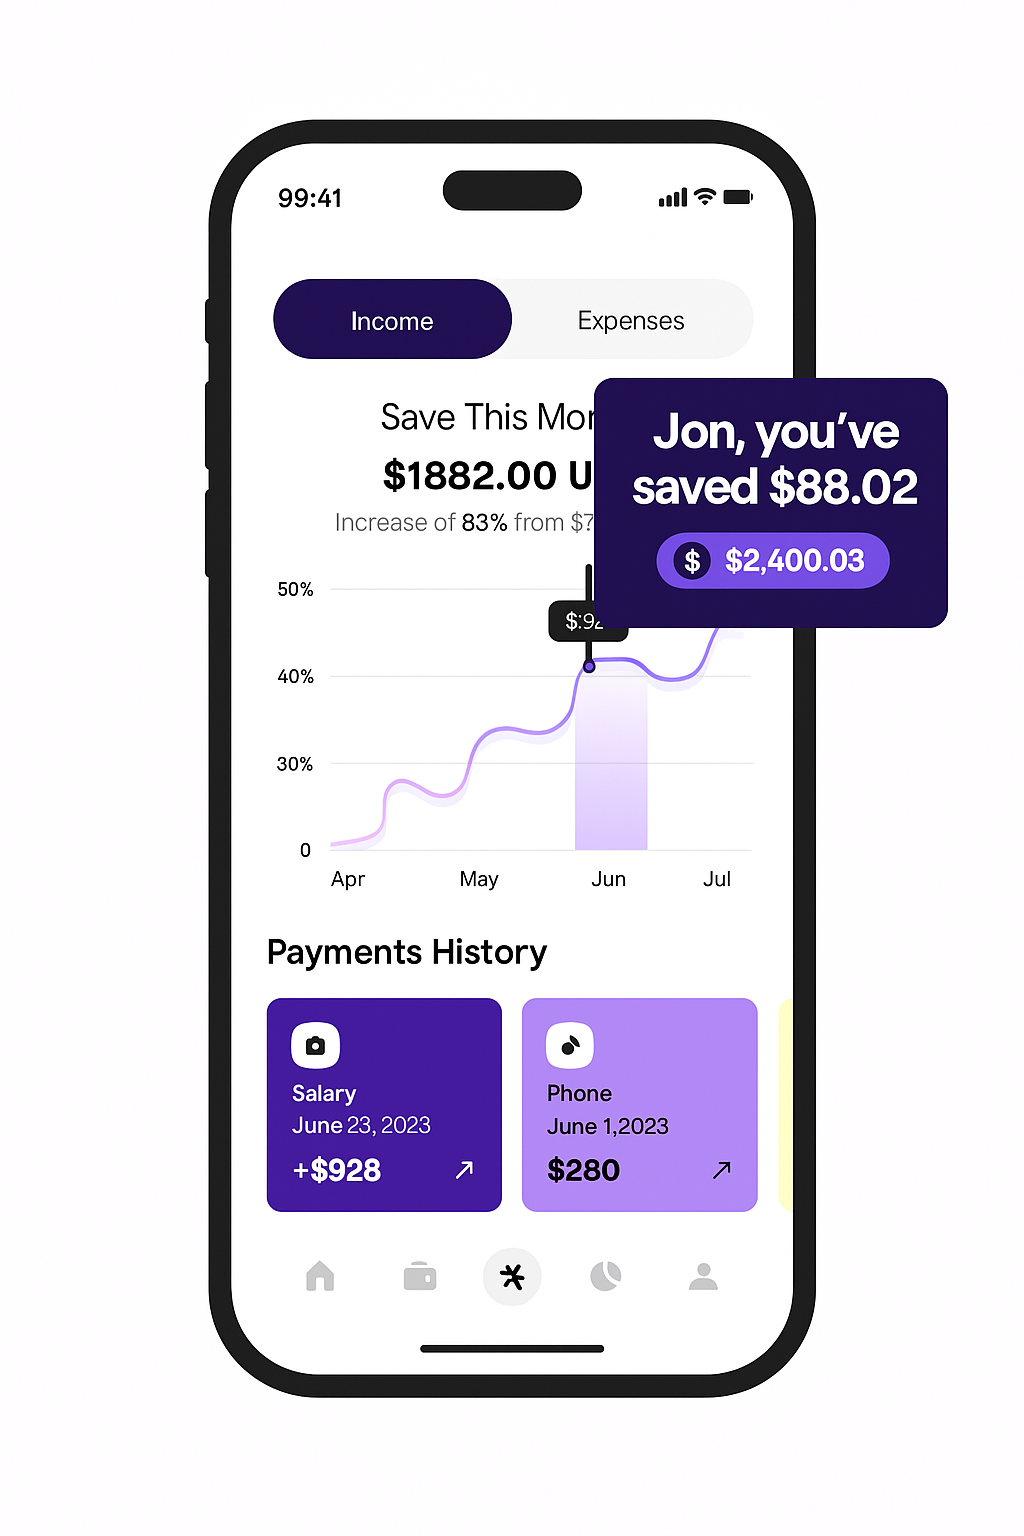 99:41
Income
Expenses
Save This Mon
$1882.00 U
Increase of 83% from $7
Jon, you’ve
saved $88.02
$ $2,400.03
50%
40%
30%
0
Apr
May
Jun
Jul
Payments History
Salary
June 23, 2023
+$928
Phone
June 1,2023
$280